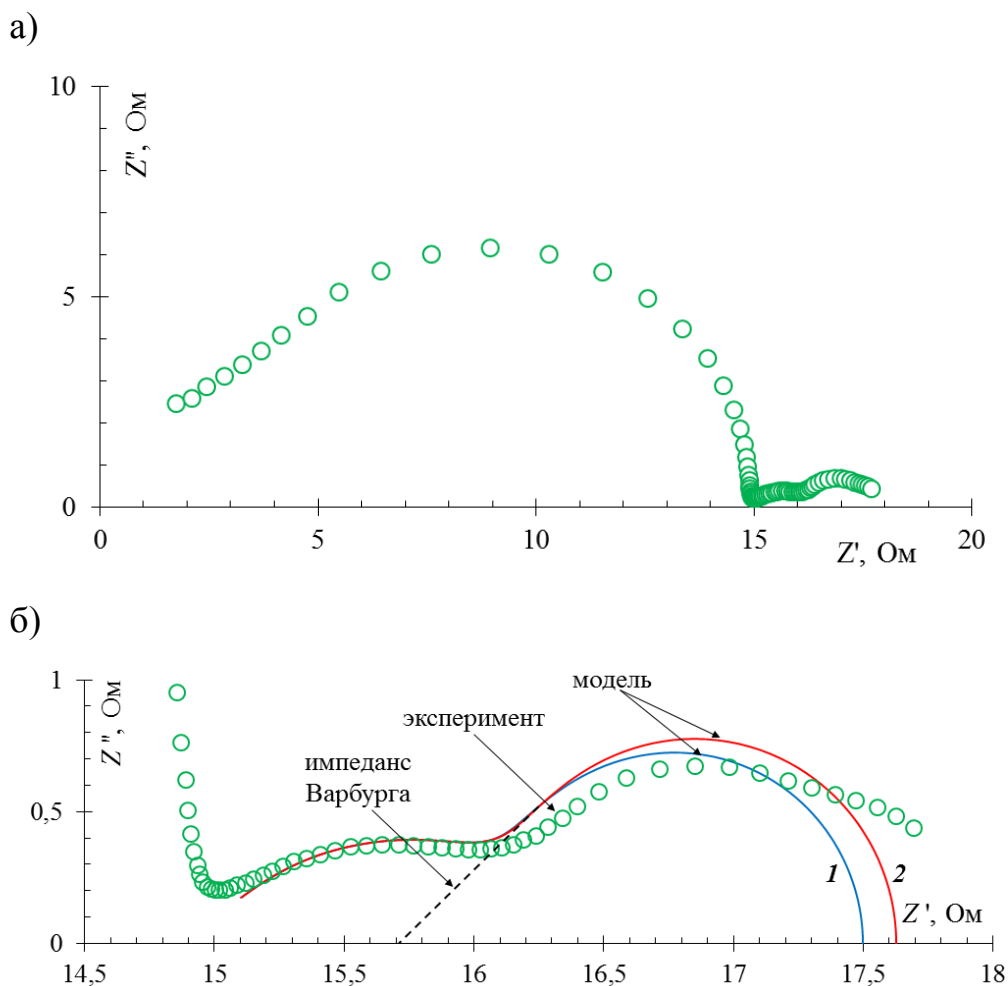 а)
10
5
0
Z'', Ом
0
5
10
15
20
Z', Ом
б)
1
0,5
0
Z'', Ом
модель
эксперимент
импеданс
Варбурга
1
2
Z', Ом
14,5
15
15,5
16
16,5
17
17,5
18